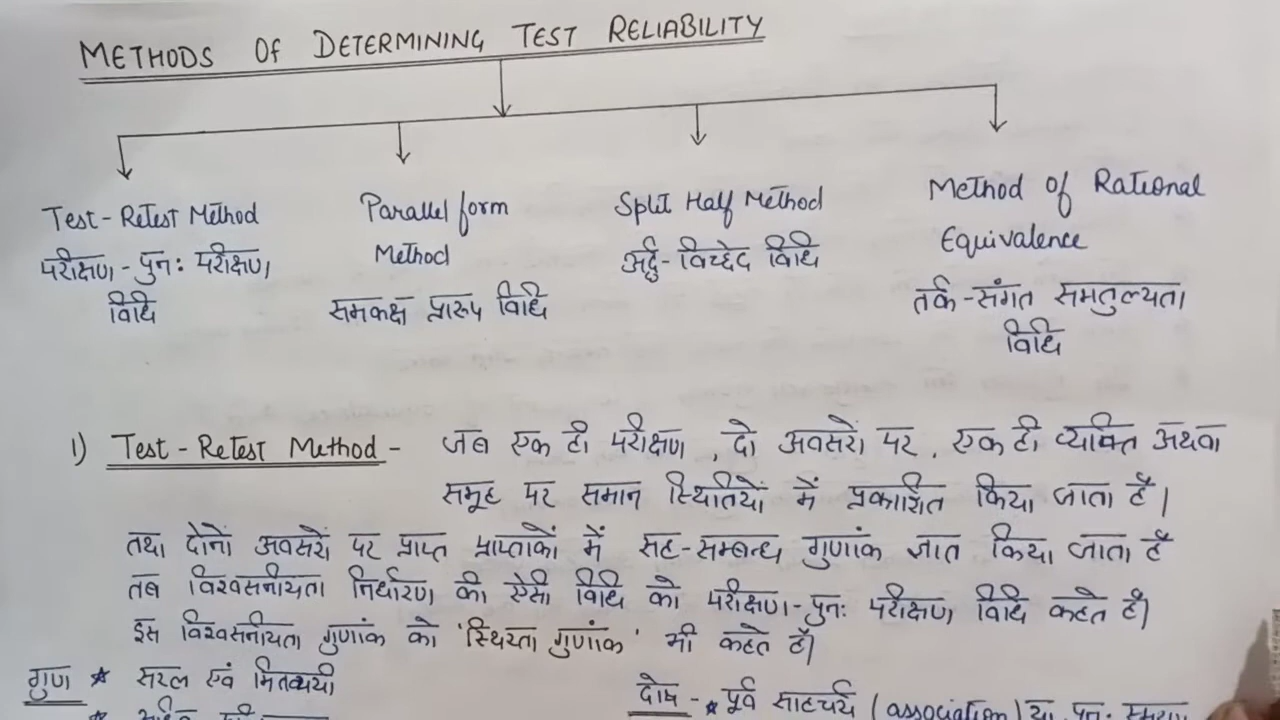 METHODS Of DETERMINING TEST RELIABILITY
Test-ReTest Method
परीक्षण-पुनः परीक्षण
विधि
Parallel form
Method
समकक्ष प्रारूप विधि
Split Half Method
अर्द्ध-विच्छेद विधि
Method of Rational
Equivalence
तर्क-संगत समतुल्यता
विधि
1) Test-ReTest Method - जब एक ही परीक्षण, दो अवसरों पर, एक ही व्यक्ति अथवा
समूह पर समान स्थितियों में प्रकाशित किया जाता है।
तथा दोनों अवसरों पर प्राप्त प्राप्तांकों में सह-सम्बन्ध गुणांक ज्ञात किया जाता है
तब विश्वसनीयता निर्धारण की ऐसी विधि को परीक्षण-पुनः परीक्षण विधि कहते है।
इस विश्वसनीयता गुणांक को 'स्थिरता गुणांक' भी कहते है।
गुण * सरल एवं मितव्ययी
दोष - * पूर्व साहचर्य (association) या पुनः स्मरण